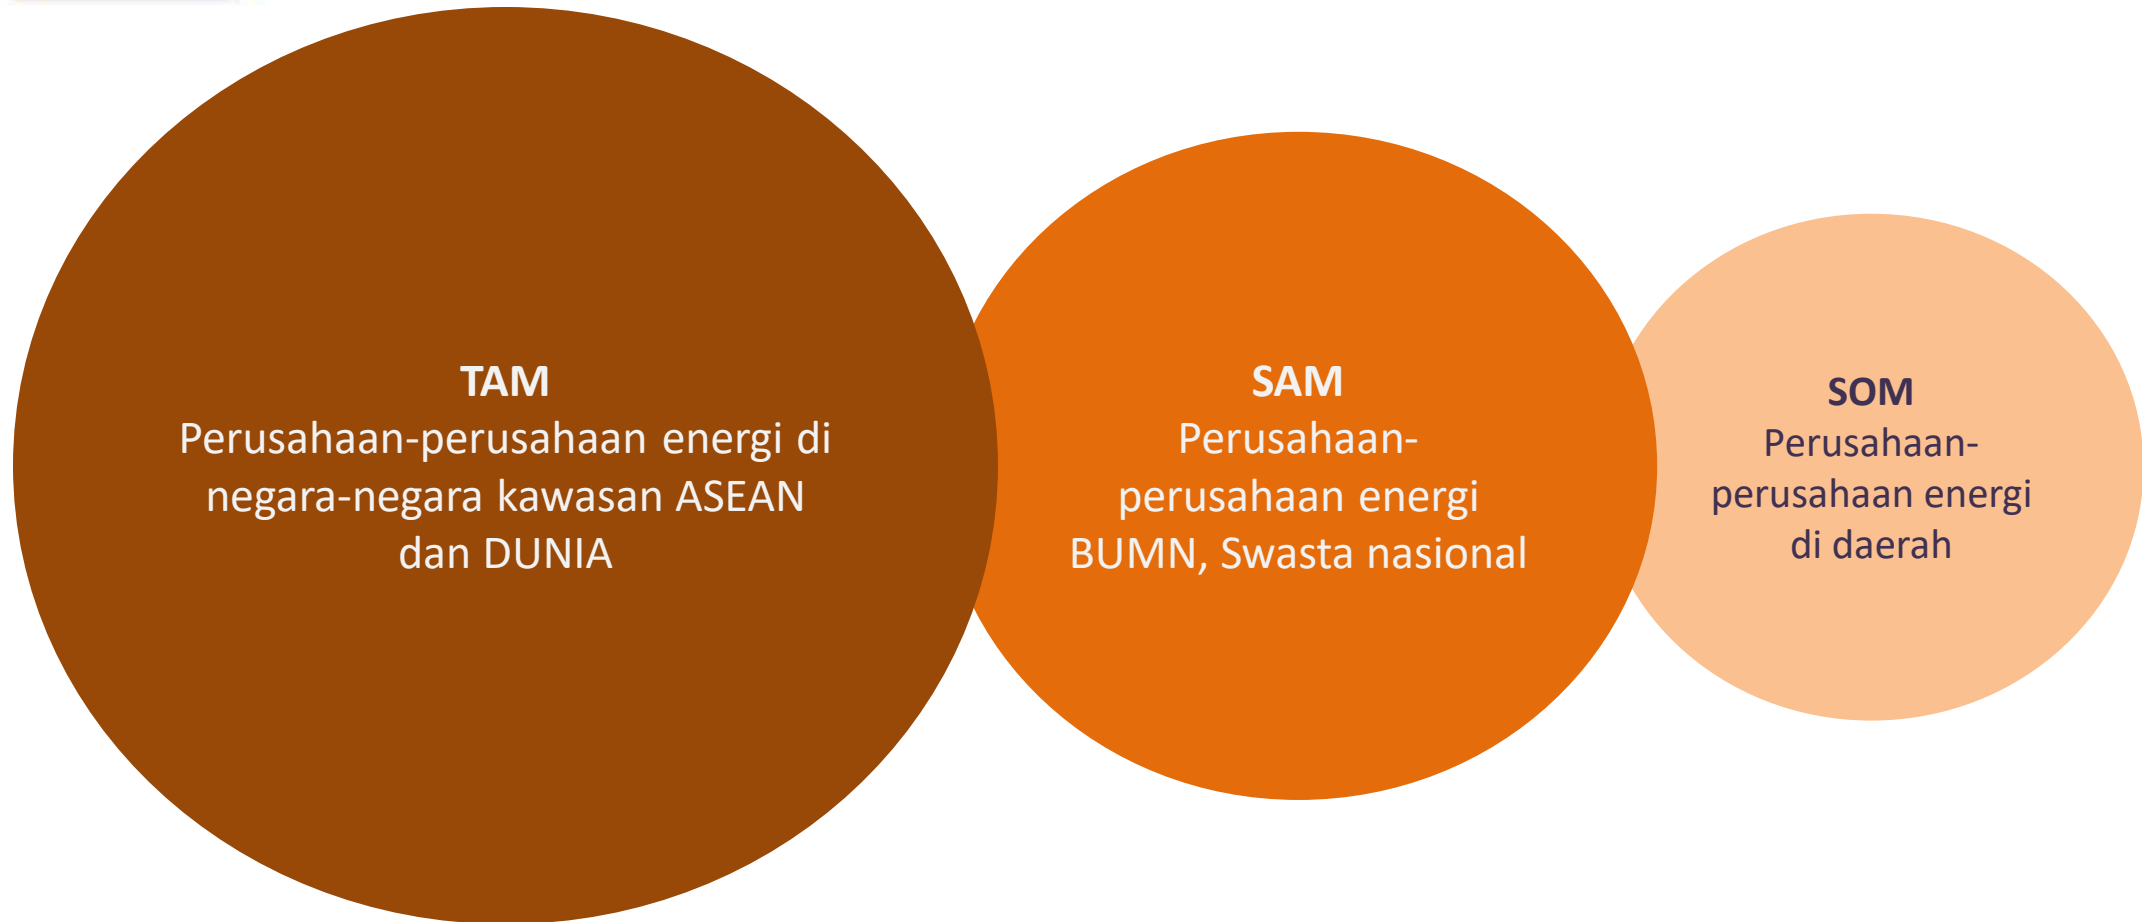 TAM
Perusahaan-perusahaan energi di
negara-negara kawasan ASEAN
dan DUNIA
SAM
Perusahaan-
perusahaan energi
BUMN, Swasta nasional
SOM
Perusahaan-
perusahaan energi
di daerah